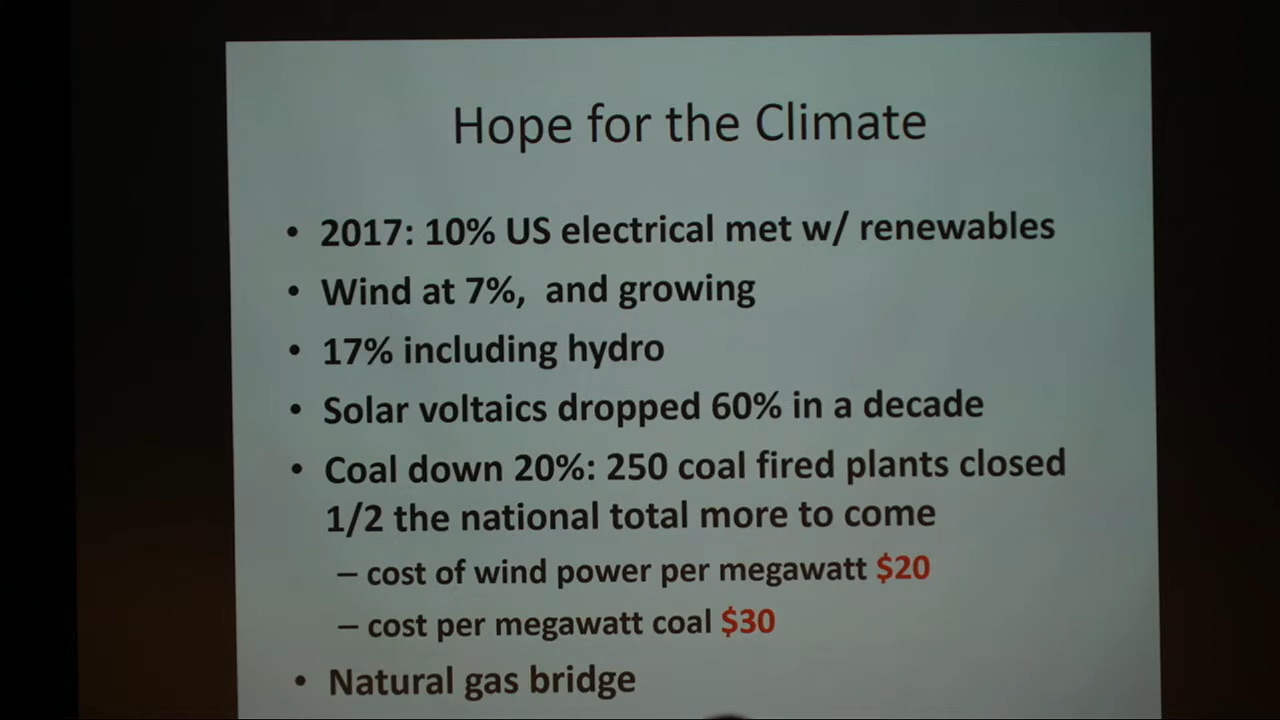 Hope for the Climate
• 2017: 10% US electrical met w/ renewables
• Wind at 7%, and growing
• 17% including hydro
• Solar voltaics dropped 60% in a decade
• Coal down 20%: 250 coal fired plants closed
1/2 the national total more to come
– cost of wind power per megawatt $20
– cost per megawatt coal $30
• Natural gas bridge